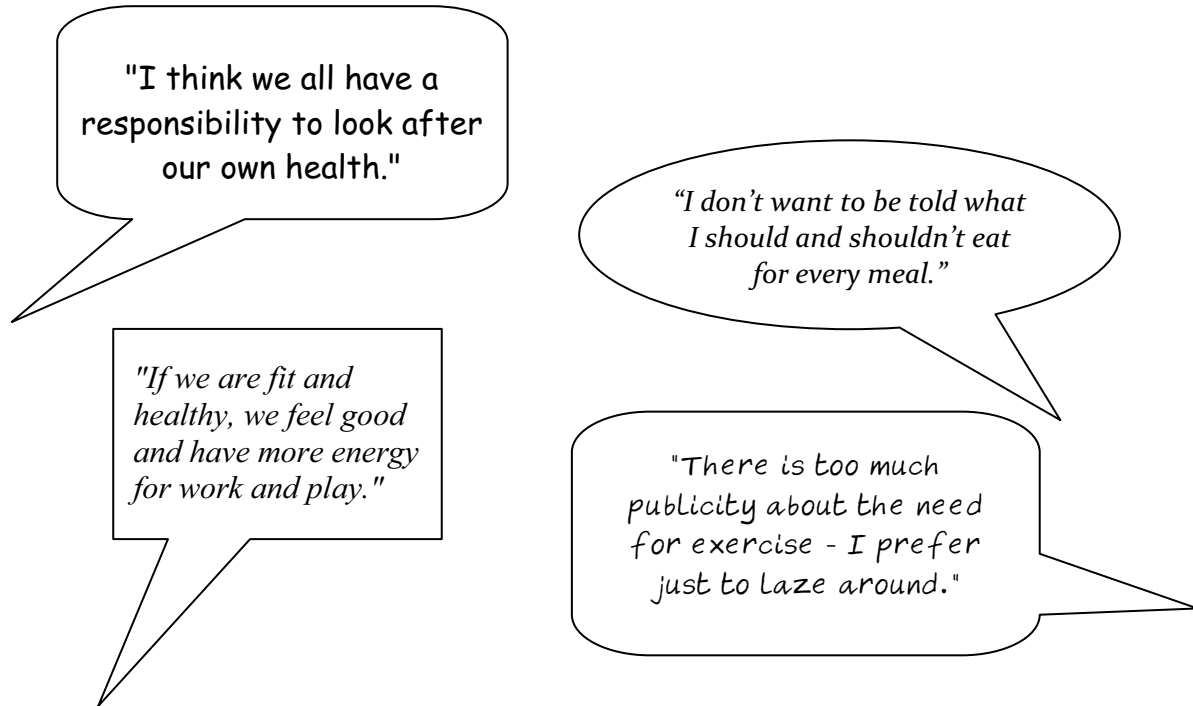 "I think we all have a
responsibility to look after
our own health."
“I don’t want to be told what
I should and shouldn’t eat
for every meal.”
"If we are fit and
healthy, we feel good
and have more energy
for work and play."
"There is too much
publicity about the need
for exercise - I prefer
just to laze around."